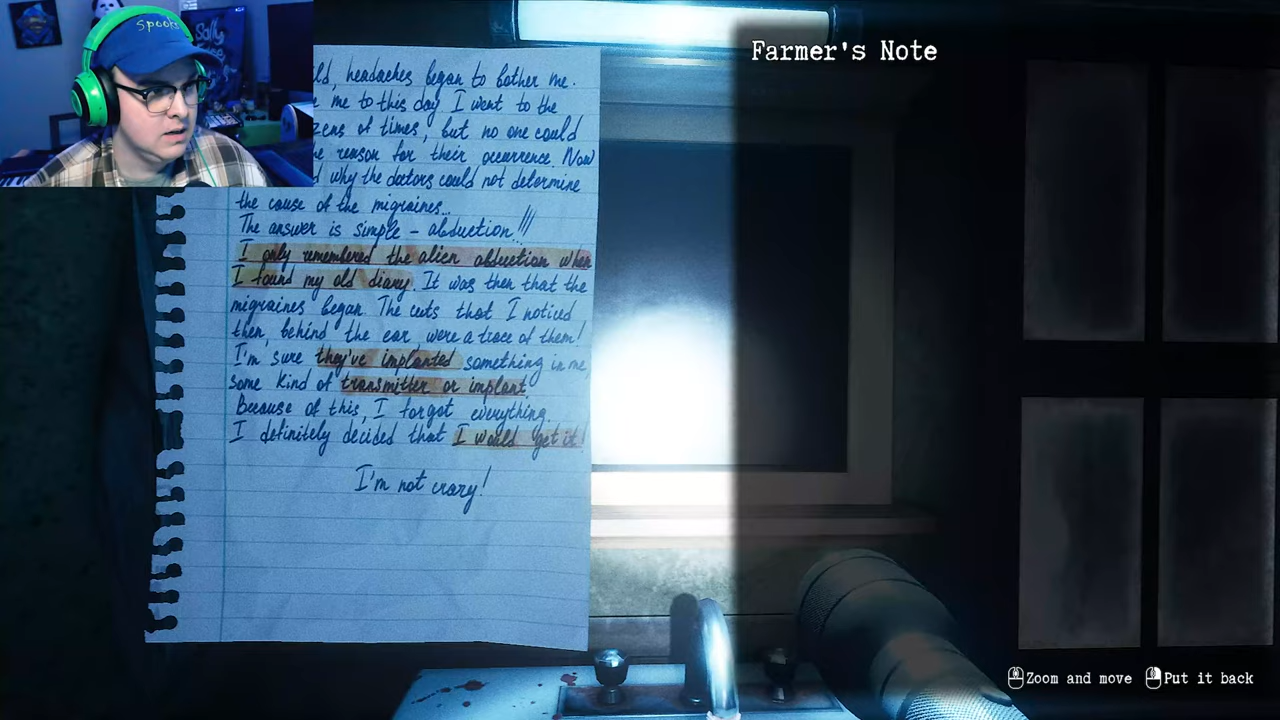 Spooks
Sally
Farmer's Note
ld, headaches began to bother me.
me to this day I went to the
zens of times, but no one could
reason for their occurrence. Now
why the doctors could not determine
the cause of the migraines...
The answer is simple - abduction!!!
I only remembered the alien abduction when
I found my old diary. It was then that the
migraines began. The cuts that I noticed
then, behind the ear, were a trace of them!
I'm sure they've implanted something in me,
some kind of transmitter or implant.
Because of this, I forgot everything.
I definitely decided that I would get it!
I'm not crazy!
Zoom and move Put it back